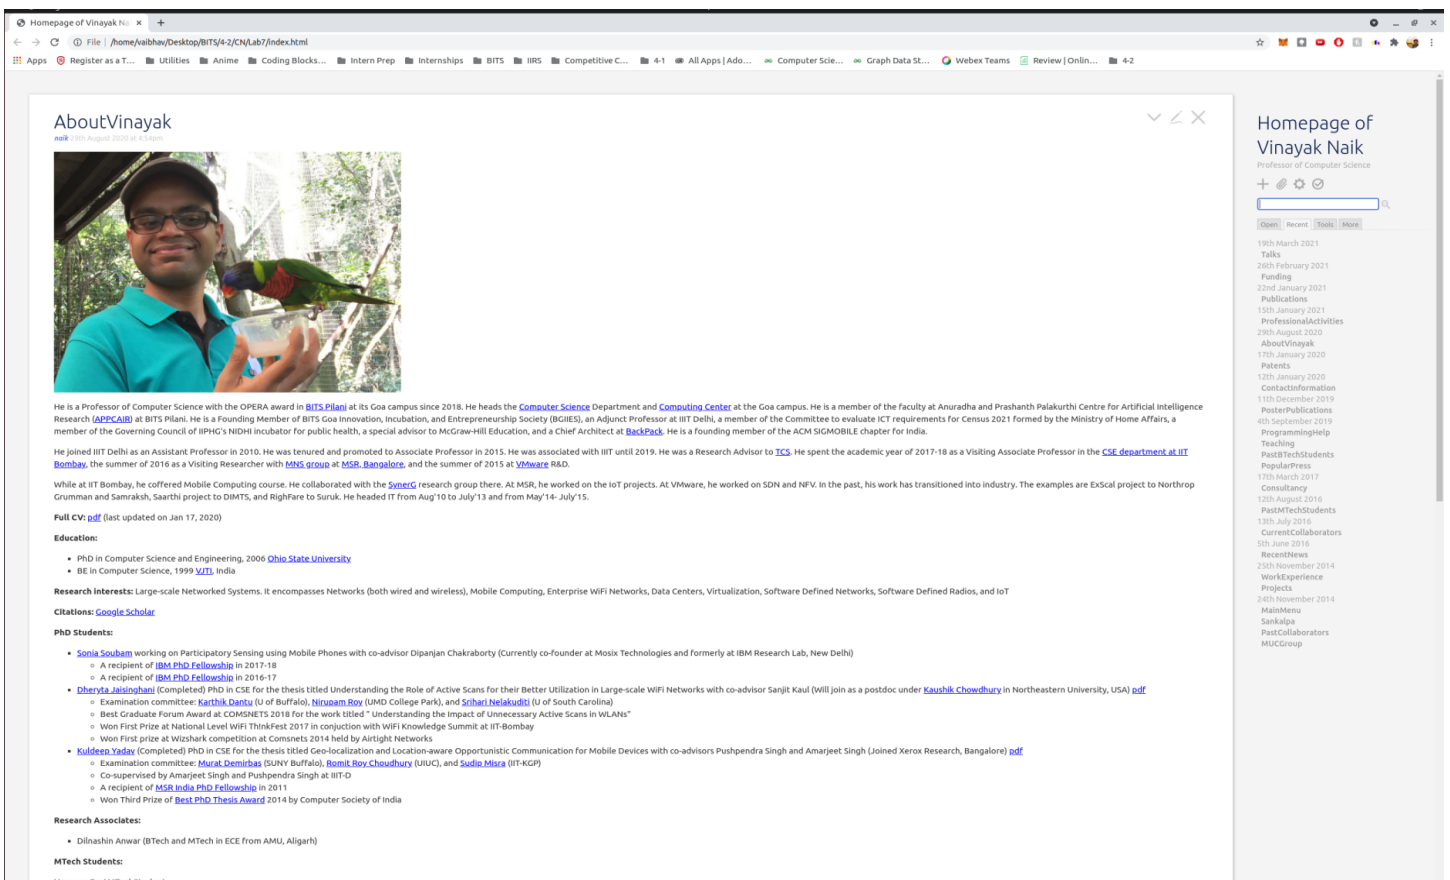 Homepage of Vinayak Na
File | /home/vaibhav/Desktop/BITS/4-2/CN/Lab7/index.html
Apps Register as a T... Utilities Anime Coding Blocks... Intern Prep Internships BITS IIRS Competitive C... 4-1 All Apps | Ado... Computer Scie... Graph Data St... Webex Teams Review | Onlin... 4-2
AboutVinayak
naik 29th August 2020 at 4:54pm
He is a Professor of Computer Science with the OPERA award in BITS Pilani at its Goa campus since 2018. He heads the Computer Science Department and Computing Center at the Goa campus. He is a member of the faculty at Anuradha and Prashanth Palakurthi Centre for Artificial Intelligence
Research (APPCAIR) at BITS Pilani. He is a Founding Member of BITS Goa Innovation, Incubation, and Entrepreneurship Society (BGIIES), an Adjunct Professor at IIIT Delhi, a member of the Committee to evaluate ICT requirements for Census 2021 formed by the Ministry of Home Affairs, a
member of the Governing Council of IIPHG's NIDHI incubator for public health, a special advisor to McGraw-Hill Education, and a Chief Architect at BackPack. He is a founding member of the ACM SIGMOBILE chapter for India.
He joined IIIT Delhi as an Assistant Professor in 2010. He was tenured and promoted to Associate Professor in 2015. He was associated with IIIT until 2019. He was a Research Advisor to TCS. He spent the academic year of 2017-18 as a Visiting Associate Professor in the CSE department at IIT
Bombay, the summer of 2016 as a Visiting Researcher with MNS group at MSR, Bangalore, and the summer of 2015 at VMware R&D.
While at IIT Bombay, he coffered Mobile Computing course. He collaborated with the SynerG research group there. At MSR, he worked on the IoT projects. At VMware, he worked on SDN and NFV. In the past, his work has transitioned into industry. The examples are ExScal project to Northrop
Grumman and Samraksh, Saarthi project to DIMTS, and RighFare to Suruk. He headed IT from Aug'10 to July'13 and from May'14- July'15.
Full CV: pdf (last updated on Jan 17, 2020)
Education:
• PhD in Computer Science and Engineering, 2006 Ohio State University
• BE in Computer Science, 1999 VJTI, India
Research interests: Large-scale Networked Systems. It encompasses Networks (both wired and wireless), Mobile Computing, Enterprise WiFi Networks, Data Centers, Virtualization, Software Defined Networks, Software Defined Radios, and IoT
Citations: Google Scholar
PhD Students:
• Sonia Soubam working on Participatory Sensing using Mobile Phones with co-advisor Dipanjan Chakraborty (Currently co-founder at Mosix Technologies and formerly at IBM Research Lab, New Delhi)
◦ A recipient of IBM PhD Fellowship in 2017-18
◦ A recipient of IBM PhD Fellowship in 2016-17
• Dheryta Jaisinghani (Completed) PhD in CSE for the thesis titled Understanding the Role of Active Scans for their Better Utilization in Large-scale WiFi Networks with co-advisor Sanjit Kaul (Will join as a postdoc under Kaushik Chowdhury in Northeastern University, USA) pdf
◦ Examination committee: Karthik Dantu (U of Buffalo), Nirupam Roy (UMD College Park), and Srihari Nelakuditi (U of South Carolina)
◦ Best Graduate Forum Award at COMSNETS 2018 for the work titled " Understanding the Impact of Unnecessary Active Scans in WLANs"
◦ Won First Prize at National Level WiFi ThInkFest 2017 in conjuction with WiFi Knowledge Summit at IIT-Bombay
◦ Won First prize at Wizshark competition at Comsnets 2014 held by Airtight Networks
• Kuldeep Yadav (Completed) PhD in CSE for the thesis titled Geo-localization and Location-aware Opportunistic Communication for Mobile Devices with co-advisors Pushpendra Singh and Amarjeet Singh (Joined Xerox Research, Bangalore) pdf
◦ Examination committee: Murat Demirbas (SUNY Buffalo), Romit Roy Choudhury (UIUC), and Sudip Misra (IIT-KGP)
◦ Co-supervised by Amarjeet Singh and Pushpendra Singh at IIIT-D
◦ A recipient of MSR India PhD Fellowship in 2011
◦ Won Third Prize of Best PhD Thesis Award 2014 by Computer Society of India
Research Associates:
• Dilnashin Anwar (BTech and MTech in ECE from AMU, Aligarh)
MTech Students:
Homepage of
Vinayak Naik
Professor of Computer Science
Open Recent Tools More
19th March 2021
Talks
26th February 2021
Funding
22nd January 2021
Publications
15th January 2021
ProfessionalActivities
29th August 2020
AboutVinayak
17th January 2020
Patents
12th January 2020
ContactInformation
11th December 2019
PosterPublications
4th September 2019
ProgrammingHelp
Teaching
PastBTechStudents
PopularPress
17th March 2017
Consultancy
12th August 2016
PastMTechStudents
13th July 2016
CurrentCollaborators
5th June 2016
RecentNews
25th November 2014
WorkExperience
Projects
24th November 2014
MainMenu
Sankalpa
PastCollaborators
MUCGroup